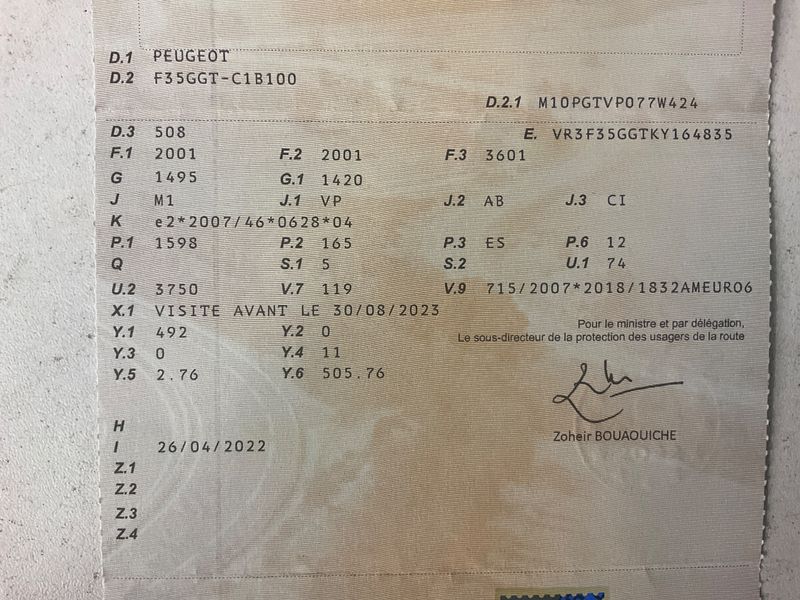 D.1 PEUGEOT
D.2 F35GGT-C1B100
D.2.1 M10PGTVP077W424
D.3 508 E. VR3F35GGTKY164835
F.1 2001 F.2 2001 F.3 3601
G 1495 G.1 1420
J M1 J.1 VP J.2 AB J.3 CI
K e2*2007/46*0628*04
P.1 1598 P.2 165 P.3 ES P.6 12
Q S.1 5 S.2 U.1 74
U.2 3750 V.7 119 V.9 715/2007*2018/1832AMEURO6
X.1 VISITE AVANT LE 30/08/2023
Y.1 492 Y.2 0
Y.3 0 Y.4 11
Y.5 2.76 Y.6 505.76
Pour le ministre et par délégation,
Le sous-directeur de la protection des usagers de la route
Zoheir BOUAOUICHE
H
I 26/04/2022
Z.1
Z.2
Z.3
Z.4